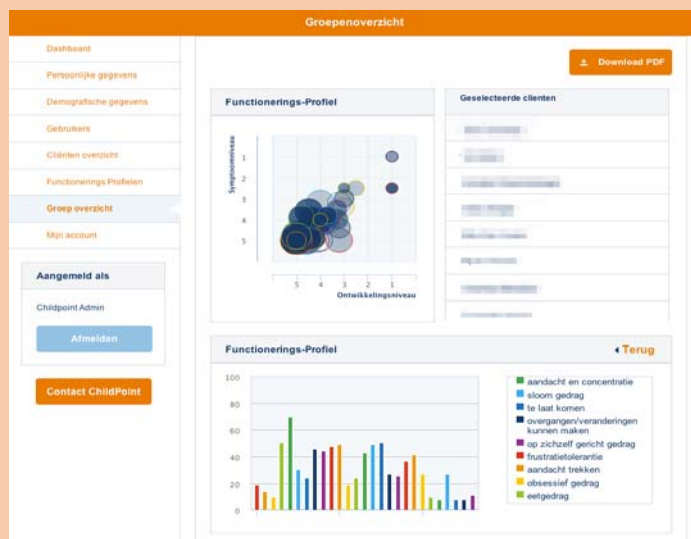 Groepenoverzicht
Dashboard
Persoonlijke gegevens
Demografische gegevens
Gebruikers
Cliënten overzicht
Functionerings Profielen
Groep overzicht
Mijn account
Aangemeld als
Childpoint Admin
Afmelden
Contact ChildPoint
Download PDF
Functionerings-Profiel
Symptoomniveau
1
2
3
4
5
5 4 3 2 1
Ontwikkelingsniveau
Geselecteerde clienten
Functionerings-Profiel
Terug
100
80
60
40
20
0
aandacht en concentratie
sloom gedrag
te laat komen
overgangen/veranderingen
kunnen maken
op zichzelf gericht gedrag
frustratietolerantie
aandacht trekken
obsessief gedrag
eetgedrag